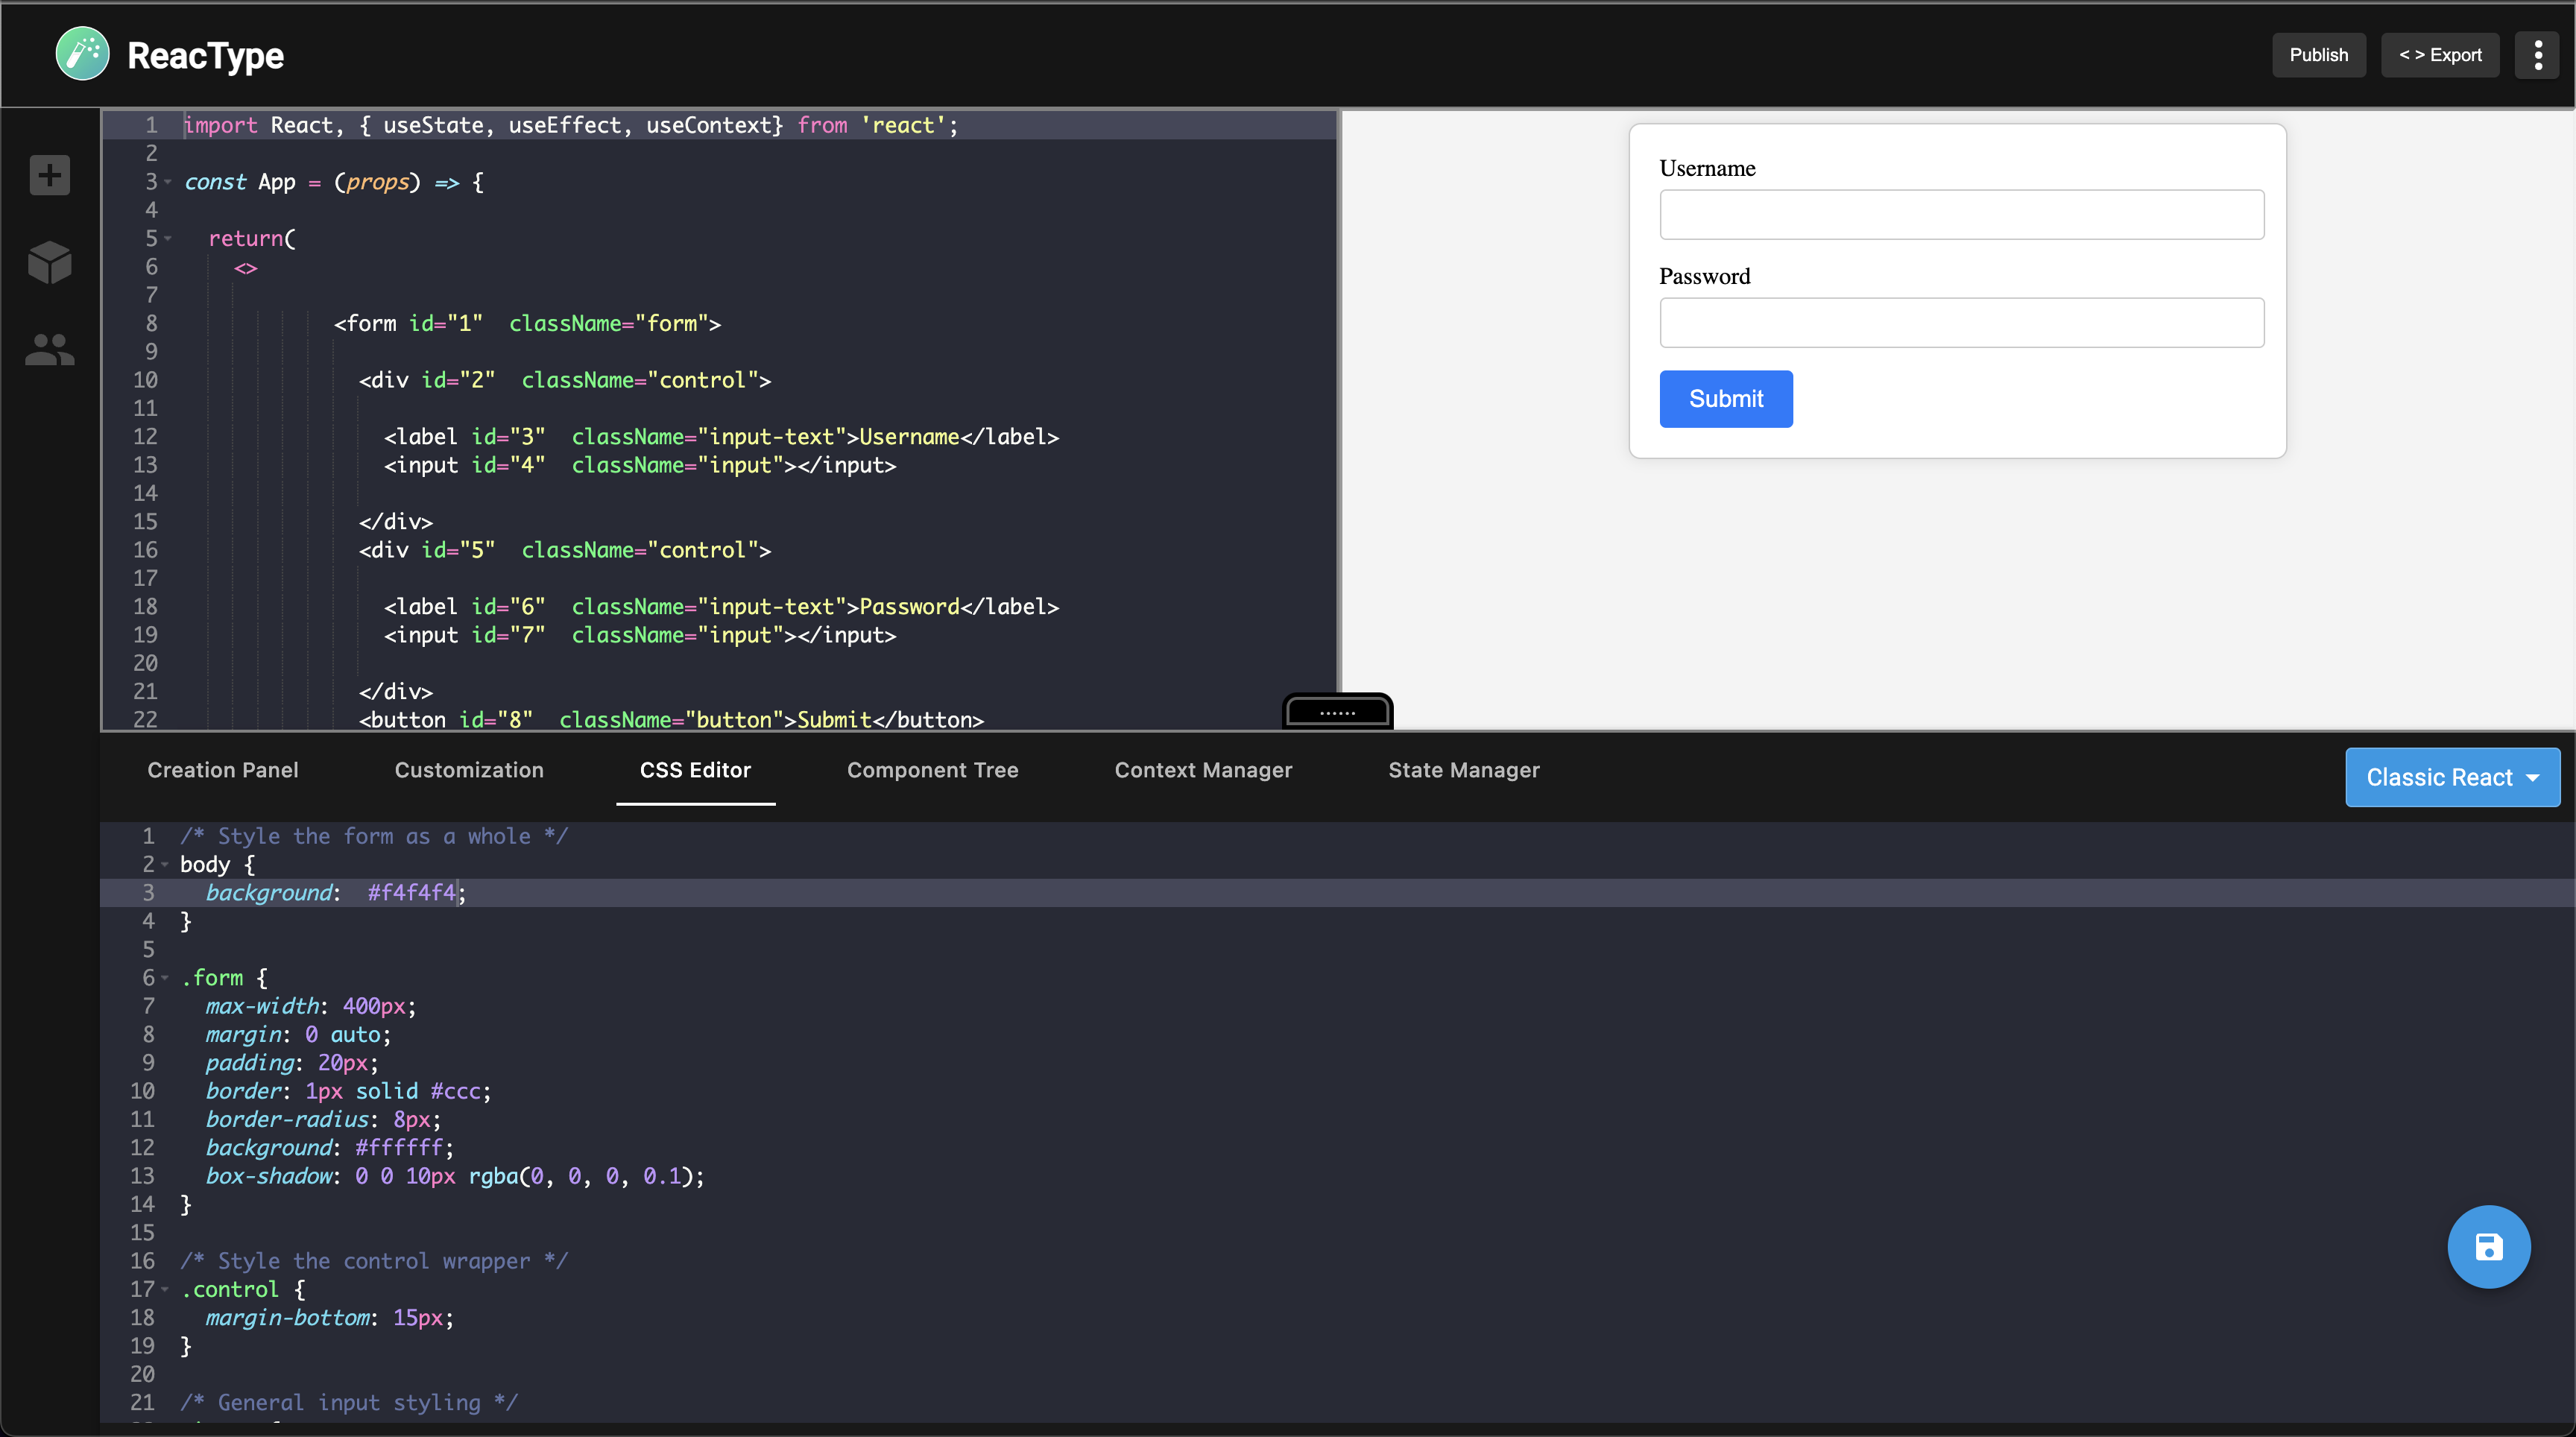 ReacType
Publish
< > Export
1 import React, { useState, useEffect, useContext} from 'react';
2
3 const App = (props) => {
4
5 return(
6 <>
7
8 <form id="1" className="form">
9
10 <div id="2" className="control">
11
12 <label id="3" className="input-text">Username</label>
13 <input id="4" className="input"></input>
14
15 </div>
16 <div id="5" className="control">
17
18 <label id="6" className="input-text">Password</label>
19 <input id="7" className="input"></input>
20
21 </div>
22 <button id="8" className="button">Submit</button>
Username
Password
Submit
Creation Panel
Customization
CSS Editor
Component Tree
Context Manager
State Manager
Classic React
1 /* Style the form as a whole */
2 body {
3 background: #f4f4f4;
4 }
5
6 .form {
7 max-width: 400px;
8 margin: 0 auto;
9 padding: 20px;
10 border: 1px solid #ccc;
11 border-radius: 8px;
12 background: #ffffff;
13 box-shadow: 0 0 10px rgba(0, 0, 0, 0.1);
14 }
15
16 /* Style the control wrapper */
17 .control {
18 margin-bottom: 15px;
19 }
20
21 /* General input styling */